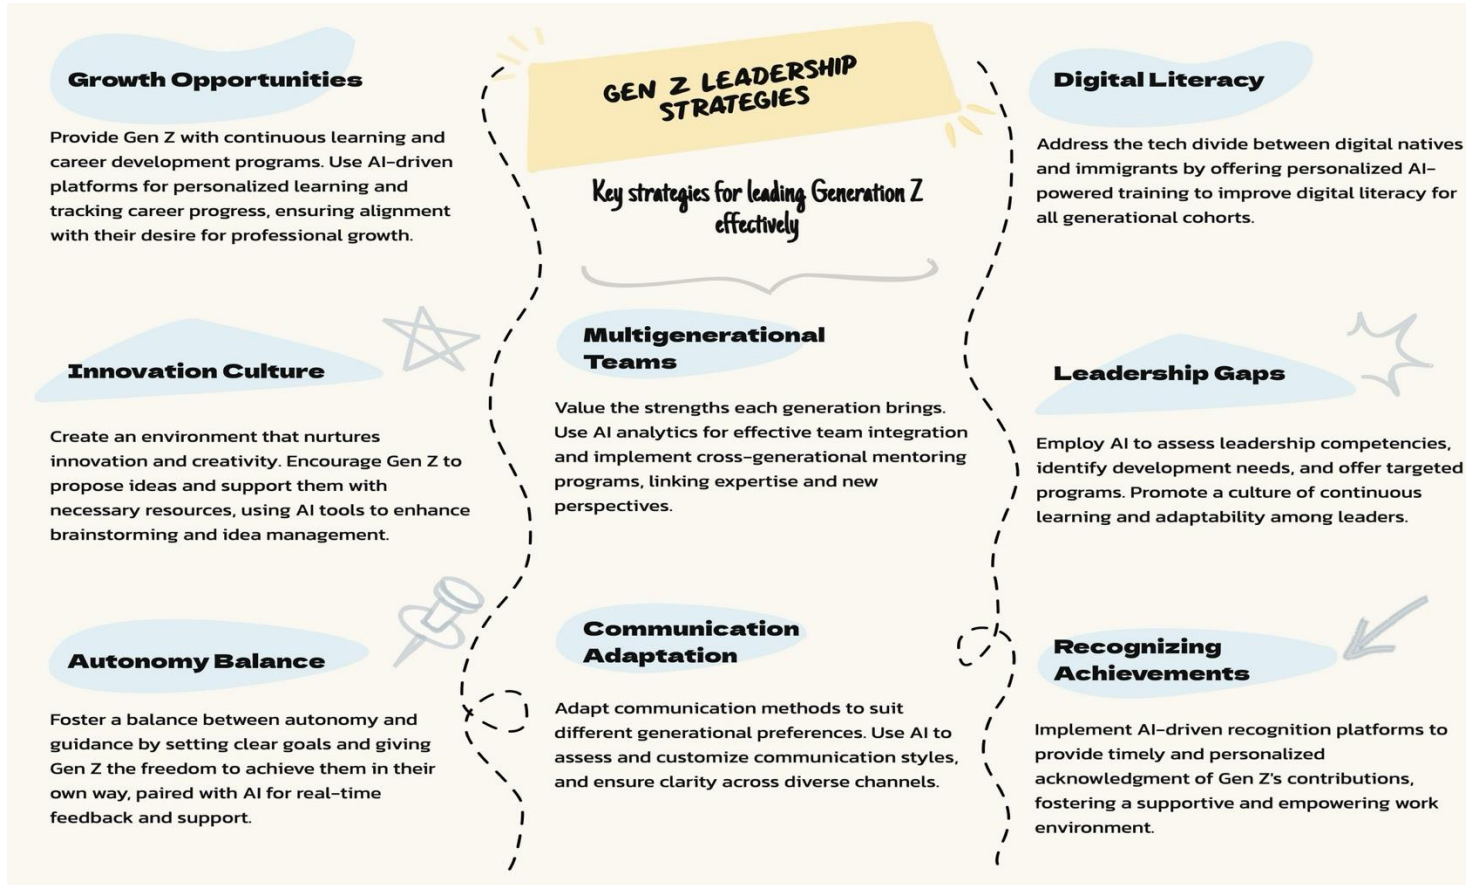 GEN Z LEADERSHIP
STRATEGIES
Key strategies for leading Generation Z
effectively
Growth Opportunities
Provide Gen Z with continuous learning and
career development programs. Use AI-driven
platforms for personalized learning and
tracking career progress, ensuring alignment
with their desire for professional growth.
Innovation Culture
Create an environment that nurtures
innovation and creativity. Encourage Gen Z to
propose ideas and support them with
necessary resources, using AI tools to enhance
brainstorming and idea management.
Autonomy Balance
Foster a balance between autonomy and
guidance by setting clear goals and giving
Gen Z the freedom to achieve them in their
own way, paired with AI for real-time
feedback and support.
Multigenerational
Teams
Value the strengths each generation brings.
Use AI analytics for effective team integration
and implement cross-generational mentoring
programs, linking expertise and new
perspectives.
Communication
Adaptation
Adapt communication methods to suit
different generational preferences. Use AI to
assess and customize communication styles,
and ensure clarity across diverse channels.
Digital Literacy
Address the tech divide between digital natives
and immigrants by offering personalized AI-
powered training to improve digital literacy for
all generational cohorts.
Leadership Gaps
Employ AI to assess leadership competencies,
identify development needs, and offer targeted
programs. Promote a culture of continuous
learning and adaptability among leaders.
Recognizing
Achievements
Implement AI-driven recognition platforms to
provide timely and personalized
acknowledgment of Gen Z's contributions,
fostering a supportive and empowering work
environment.